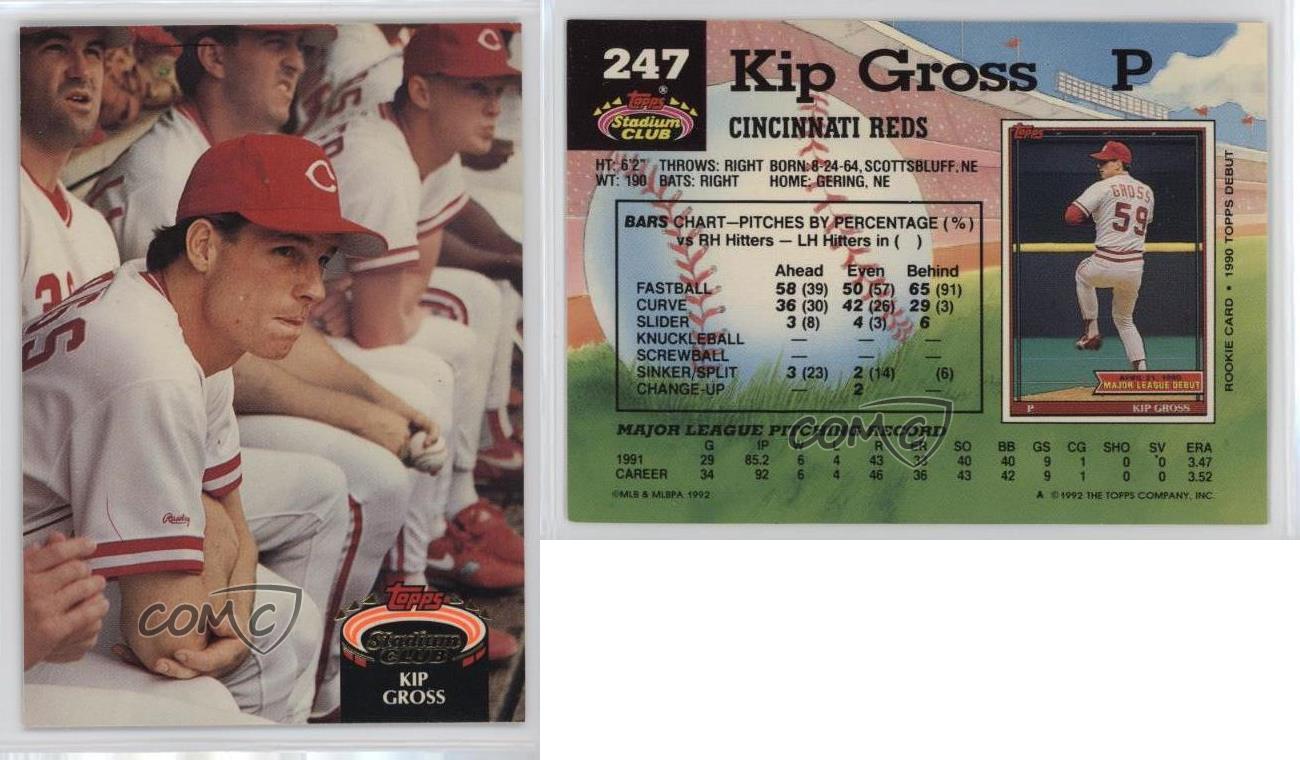 COMC
Rawlings
Topps
Stadium
CLUB
KIP
GROSS
247
Kip Gross P
Topps
Stadium
CLUB
CINCINNATI REDS
HT: 6'2" THROWS: RIGHT BORN: 8-24-64, SCOTTSBLUFF, NE
WT: 190 BATS: RIGHT HOME: GERING, NE
BARS CHART—PITCHES BY PERCENTAGE (%)
vs RH Hitters — LH Hitters in ( )
Ahead Even Behind
FASTBALL 58 (39) 50 (57) 65 (91)
CURVE 36 (30) 42 (26) 29 (3)
SLIDER 3 (8) 4 (3) 6
KNUCKLEBALL — — —
SCREWBALL — — —
SINKER/SPLIT 3 (23) 2 (14) (6)
CHANGE-UP — 2 —
Topps
GROSS
59
APRIL 21, 1990
MAJOR LEAGUE DEBUT
P KIP GROSS
ROOKIE CARD • 1990 TOPPS DEBUT
COMC
MAJOR LEAGUE PITCHING RECORD
G IP W L R ER SO BB GS CG SHO SV ERA
1991 29 85.2 6 4 43 33 40 40 9 1 0 0 3.47
CAREER 34 92 6 4 46 36 43 42 9 1 0 0 3.52
©MLB & MLBPA 1992
A ©1992 THE TOPPS COMPANY, INC.